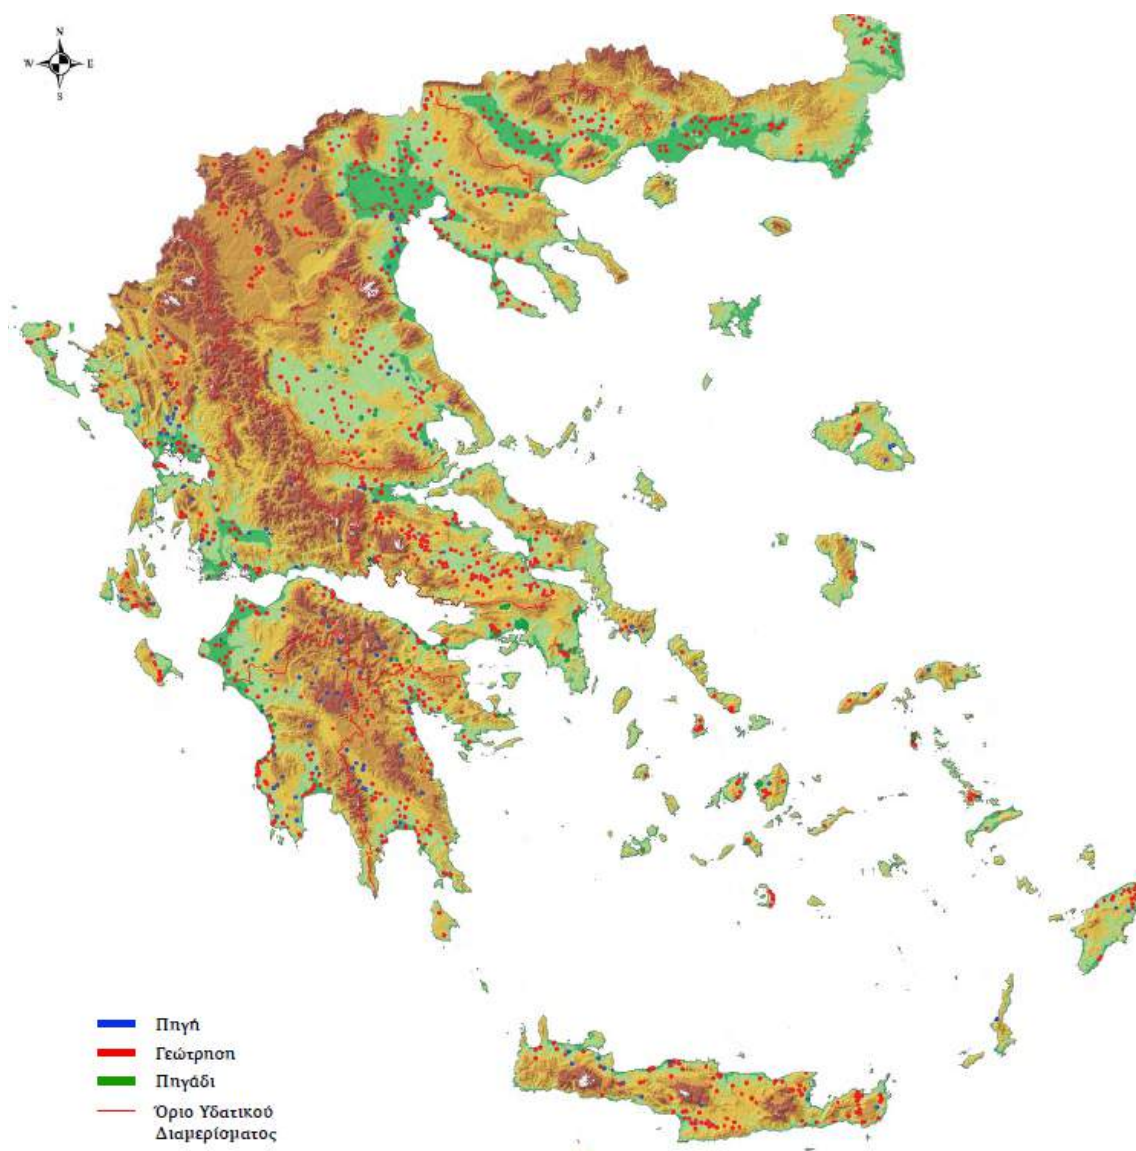 N
W E
S
Πηγή
Γεώτρηση
Πηγάδι
Όριο Υδατικού
Διαμερίσματος